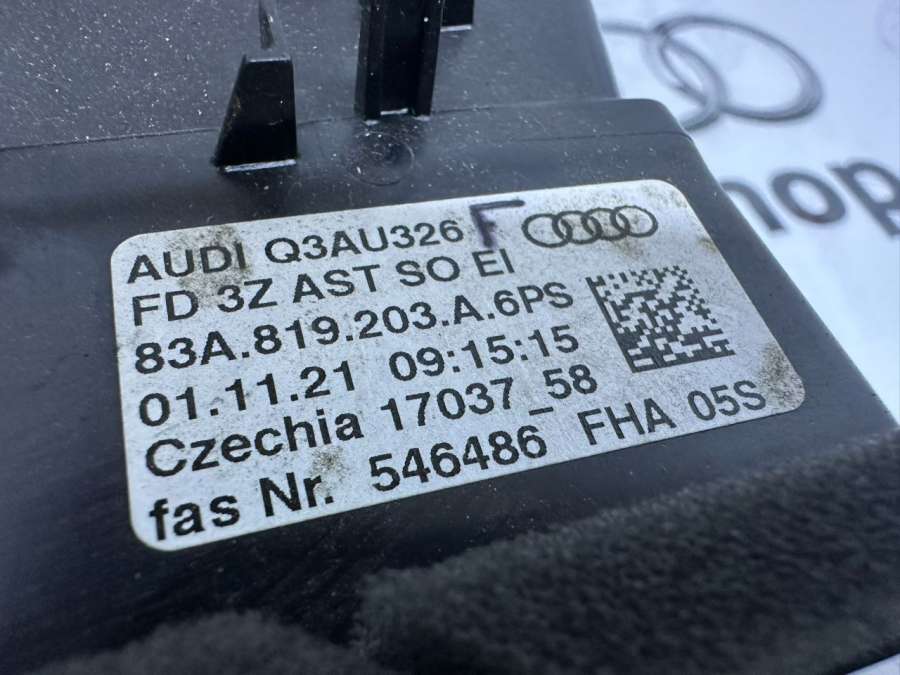 AUDI Q3AU326 F
FD 3Z AST SO EI
83A.819.203.A.6PS
01.11.21 09:15:15
Czechia 17037_58
fas Nr. 546486 FHA 05S